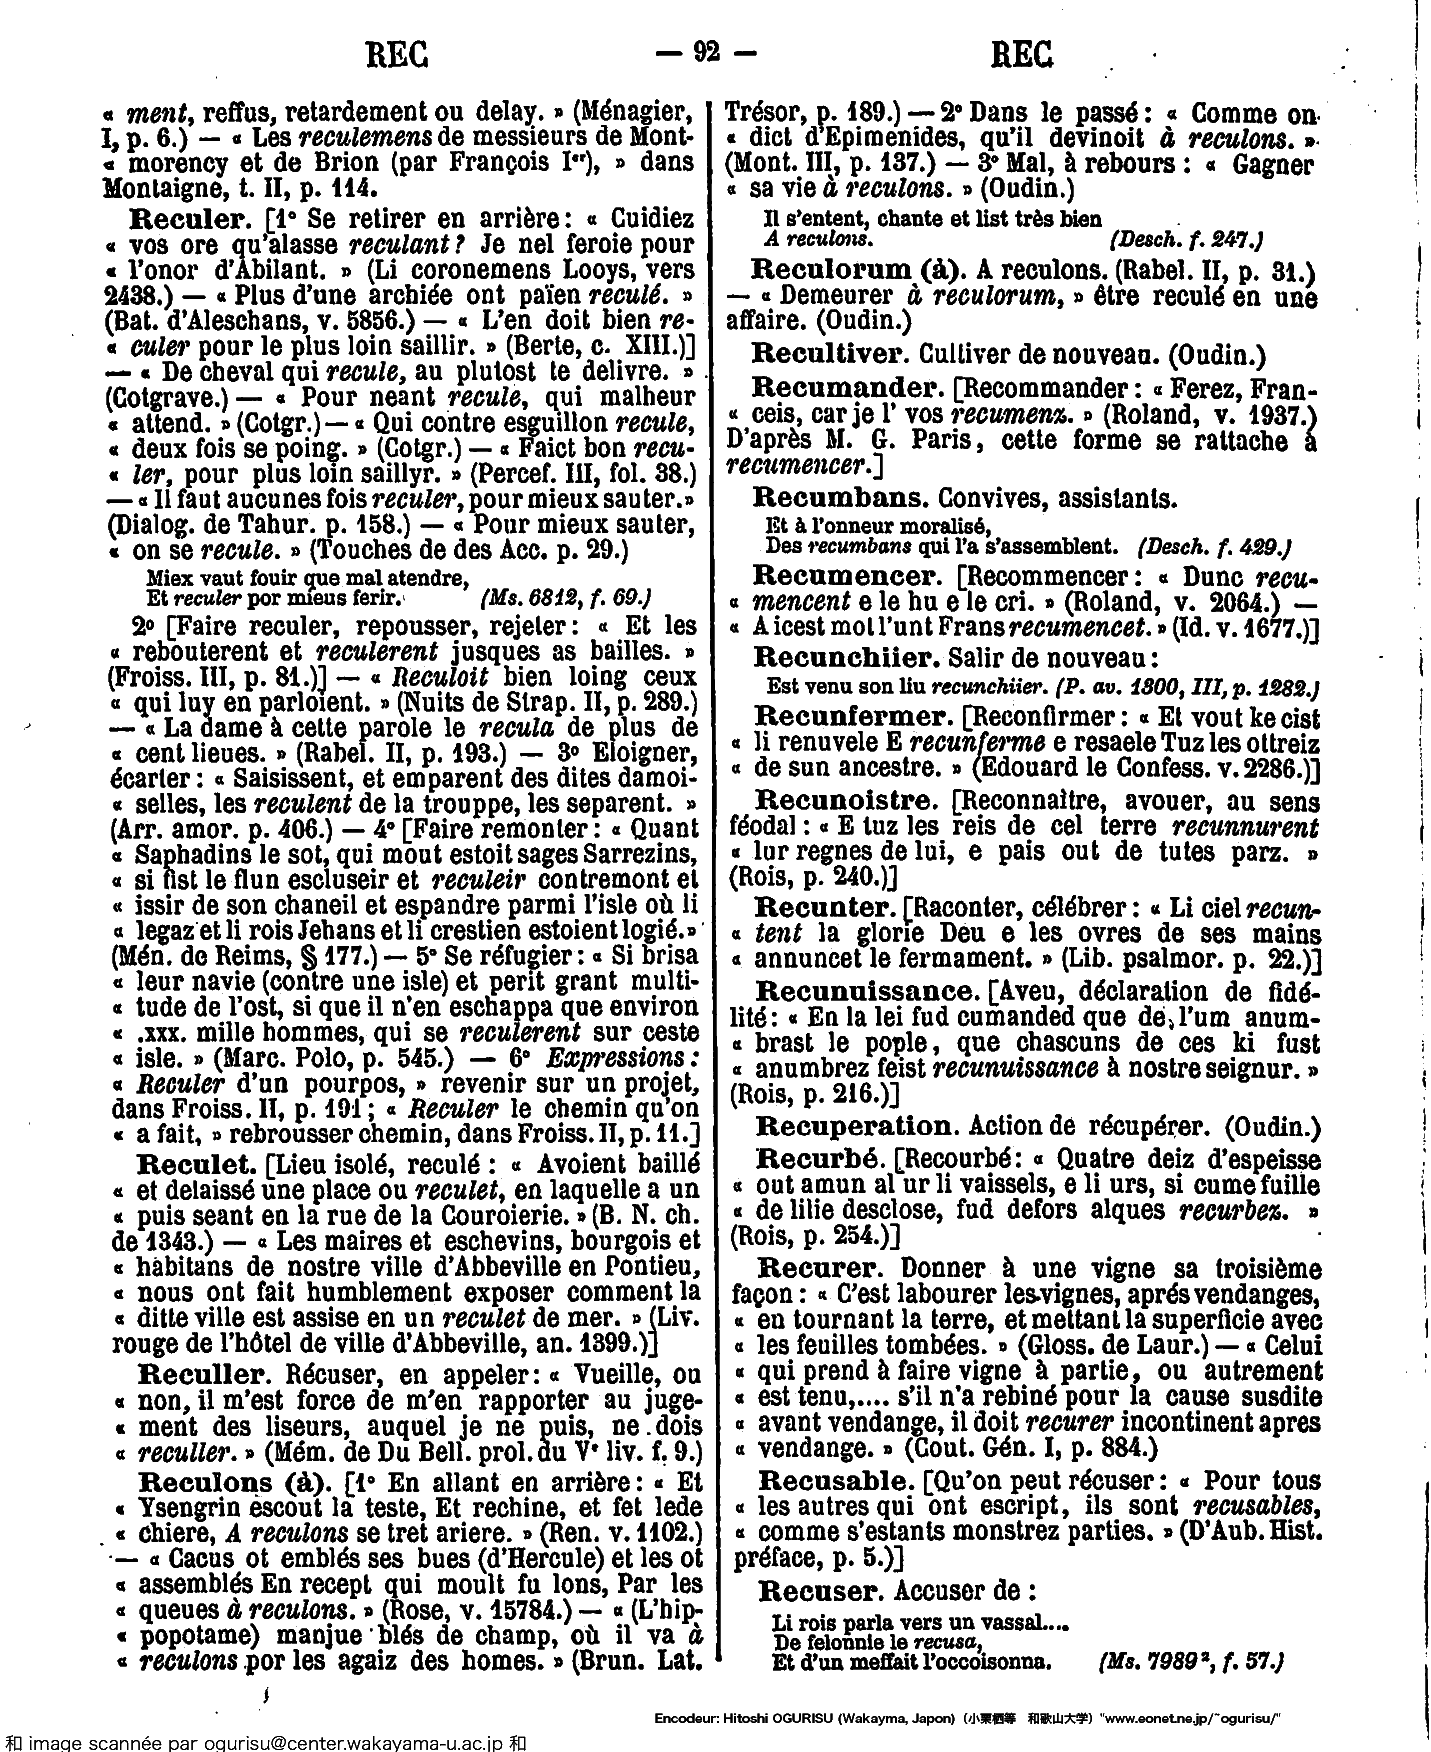 REC — 92 — REC
« ment, reffus, retardement ou delay. » (Ménagier,
I, p. 6.) — « Les reculemens de messieurs de Mont-
« morency et de Brion (par François Iᵉʳ), » dans
Montaigne, t. II, p. 114.
Reculer. [1° Se retirer en arrière : « Cuidiez
« vos ore qu'alasse reculant ? Je nel feroie pour
« l'onor d'Abilant. » (Li coronemens Looys, vers
2438.) — « Plus d'une archiée ont païen reculé. »
(Bat. d'Aleschans, v. 5856.) — « L'en doit bien re-
« culer pour le plus loin saillir. » (Berte, c. XIII.)]
— « De cheval qui recule, au plutost te delivre. »
(Cotgrave.) — « Pour neant recule, qui malheur
« attend. » (Cotgr.) — « Qui contre esguillon recule,
« deux fois se poing. » (Cotgr.) — « Faict bon recu-
« ler, pour plus loin saillyr. » (Percef. III, fol. 38.)
— « Il faut aucunes fois reculer, pour mieux sauter. »
(Dialog. de Tahur. p. 158.) — « Pour mieux sauter,
« on se recule. » (Touches de des Acc. p. 29.)
Miex vaut fouir que mal atendre,
Et reculer por mieus ferir. (Ms. 6812, f. 69.)
2° [Faire reculer, repousser, rejeter : « Et les
« rebouterent et reculerent jusques as bailles. »
(Froiss. III, p. 81.)] — « Reculoit bien loing ceux
« qui luy en parloient. » (Nuits de Strap. II, p. 289.)
— « La dame à cette parole le recula de plus de
« cent lieues. » (Rabel. II, p. 193.) — 3° Eloigner,
écarter : « Saisissent, et emparent des dites damoi-
« selles, les reculent de la trouppe, les separent. »
(Arr. amor. p. 406.) — 4° [Faire remonter : « Quant
« Saphadins le sot, qui mout estoit sages Sarrezins,
« si fist le flun escluseir et reculeir contremont et
« issir de son chaneil et espandre parmi l'isle où li
« legaz et li rois Jehans et li crestien estoient logié. »
(Mén. de Reims, § 177.) — 5° Se réfugier : « Si brisa
« leur navie (contre une isle) et perit grant multi-
« tude de l'ost, si que il n'en eschappa que environ
« .xxx. mille hommes, qui se reculerent sur ceste
« isle. » (Marc. Polo, p. 545.) — 6° Expressions :
« Reculer d'un pourpos, » revenir sur un projet,
dans Froiss. II, p. 191 ; « Reculer le chemin qu'on
« a fait, » rebrousser chemin, dans Froiss. II, p. 11.]
Reculet. [Lieu isolé, reculé : « Avoient baillé
« et delaissé une place ou reculet, en laquelle a un
« puis seant en la rue de la Couroierie. » (B. N. ch.
de 1343.) — « Les maires et eschevins, bourgois et
« habitans de nostre ville d'Abbeville en Pontieu,
« nous ont fait humblement exposer comment la
« ditte ville est assise en un reculet de mer. » (Liv.
rouge de l'hôtel de ville d'Abbeville, an. 1399.)]
Reculler. Récuser, en appeler : « Vueille, ou
« non, il m'est force de m'en rapporter au juge-
« ment des liseurs, auquel je ne puis, ne dois
« reculler. » (Mém. de Du Bell. prol. du Vᵉ liv. f. 9.)
Reculons (à). [1° En allant en arrière : « Et
« Ysengrin escout la teste, Et rechine, et fet lede
« chiere, A reculons se tret ariere. » (Ren. v. 1102.)
— « Cacus ot emblés ses bues (d'Hercule) et les ot
« assemblés En recept qui moult fu lons, Par les
« queues à reculons. » (Rose, v. 15784.) — « (L'hip-
« popotame) manjue blés de champ, où il va à
« reculons por les agaiz des homes. » (Brun. Lat.
Trésor, p. 189.) — 2° Dans le passé : « Comme on
« dict d'Epimenides, qu'il devinoit à reculons. »
(Mont. III, p. 137.) — 3° Mal, à rebours : « Gagner
« sa vie à reculons. » (Oudin.)
Il s'entent, chante et list très bien
A reculons. (Desch. f. 247.)
Reculorum (à). A reculons. (Rabel. II, p. 31.)
— « Demeurer à reculorum, » être reculé en une
affaire. (Oudin.)
Recultiver. Cultiver de nouveau. (Oudin.)
Recumander. [Recommander : « Ferez, Fran-
« ceis, car je l' vos recumenz. » (Roland, v. 1937.)
D'après M. G. Paris, cette forme se rattache à
recumencer.]
Recumbans. Convives, assistants.
Et à l'onneur moralisé,
Des recumbans qui l'a s'assemblent. (Desch. f. 429.)
Recumencer. [Recommencer : « Dunc recu-
« mencent e le hu e le cri. » (Roland, v. 2064.) —
« A icest mot l'unt Frans recumencet. » (Id. v. 1677.)]
Recunchiier. Salir de nouveau :
Est venu son liu recunchiier. (P. av. 1300, III, p. 1282.)
Recunfermer. [Reconfirmer : « Et vout ke cist
« li renuvele E recunferme e resaele Tuz les ottreiz
« de sun ancestre. » (Edouard le Confess. v. 2286.)]
Recunoistre. [Reconnaître, avouer, au sens
féodal : « E tuz les reis de cel terre recunnurent
« lur regnes de lui, e pais out de tutes parz. »
(Rois, p. 240.)]
Recunter. [Raconter, célébrer : « Li ciel recun-
« tent la glorie Deu e les ovres de ses mains
« annuncet le fermament. » (Lib. psalmor. p. 22.)]
Recunuissance. [Aveu, déclaration de fidé-
lité : « En la lei fud cumanded que de l'um anum-
« brast le pople, que chascuns de ces ki fust
« anumbrez feist recunuissance à nostre seignur. »
(Rois, p. 216.)]
Recuperation. Action de récupérer. (Oudin.)
Recurbé. [Recourbé : « Quatre deiz d'espeisse
« out amun al ur li vaissels, e li urs, si cume fuille
« de lilie desclose, fud defors alques recurbez. »
(Rois, p. 254.)]
Recurer. Donner à une vigne sa troisième
façon : « C'est labourer les vignes, aprés vendanges,
« en tournant la terre, et mettant la superficie avec
« les feuilles tombées. » (Gloss. de Laur.) — « Celui
« qui prend à faire vigne à partie, ou autrement
« est tenu,.... s'il n'a rebiné pour la cause susdite
« avant vendange, il doit recurer incontinent apres
« vendange. » (Cout. Gén. I, p. 884.)
Recusable. [Qu'on peut récuser : « Pour tous
« les autres qui ont escript, ils sont recusables,
« comme s'estants monstrez parties. » (D'Aub. Hist.
préface, p. 5.)]
Recuser. Accuser de :
Li rois parla vers un vassal....
De felonnie le recusa,
Et d'un meffait l'occoisonna. (Ms. 7989², f. 57.)
Encodeur: Hitoshi OGURISU (Wakayma, Japon) (小栗栖等 和歌山大学) "www.eonet.ne.jp/~ogurisu/"
和 image scannée par ogurisu@center.wakayama-u.ac.jp 和